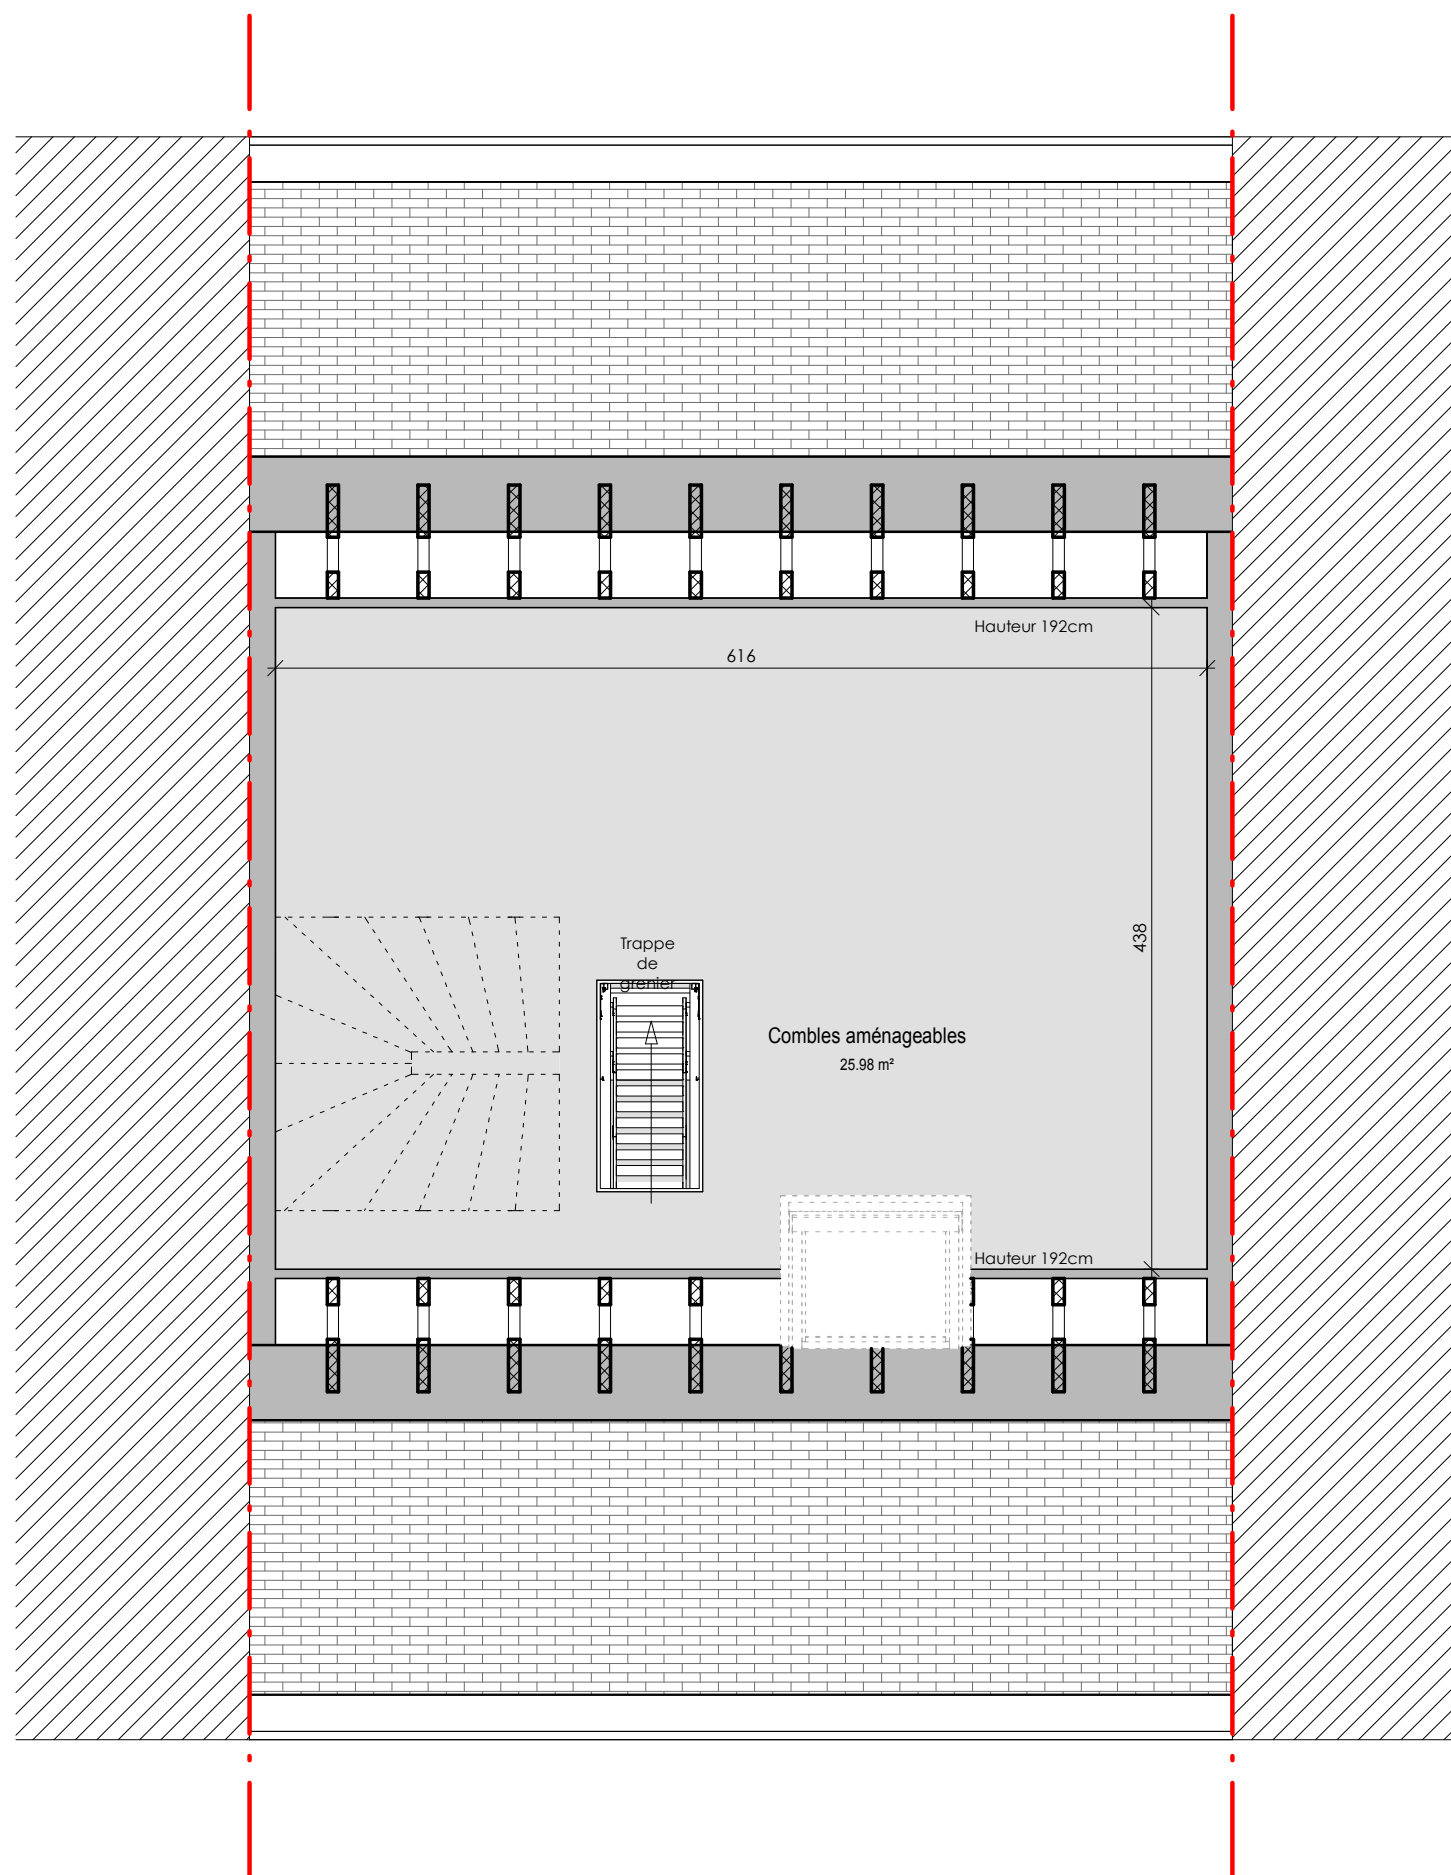 Hauteur 192cm
616
438
Trappe
de
grenier
Combles aménageables
25.98 m²
Hauteur 192cm